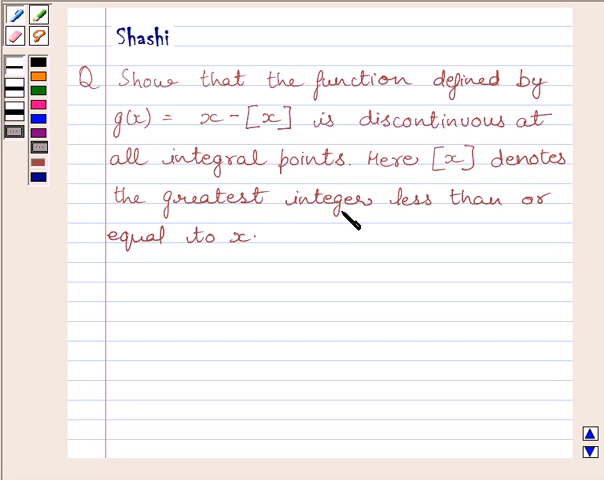 Shashi
Q Show that the function defined by
g(x) = x - [x] is discontinuous at
all integral points. Here [x] denotes
the greatest integer less than or
equal to x.